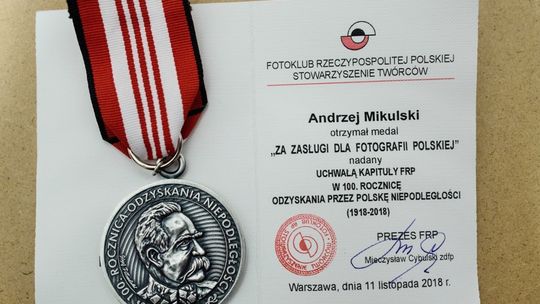 FOTOKLUB RZECZYPOSPOLITEJ POLSKIEJ
STOWARZYSZENIE TWÓRCÓW
Andrzej Mikulski
otrzymał medal
„ZA ZASŁUGI DLA FOTOGRAFII POLSKIEJ”
nadany
UCHWAŁĄ KAPITUŁY FRP
W 100. ROCZNICĘ
ODZYSKANIA PRZEZ POLSKĘ NIEPODLEGŁOŚCI
(1918-2018)
PREZES FRP
Mieczysław Cybulski zdfp
Warszawa, dnia 11 listopada 2018 r.
100 ROCZNICA ODZYSKANIA NIEPODLEGŁOŚCI